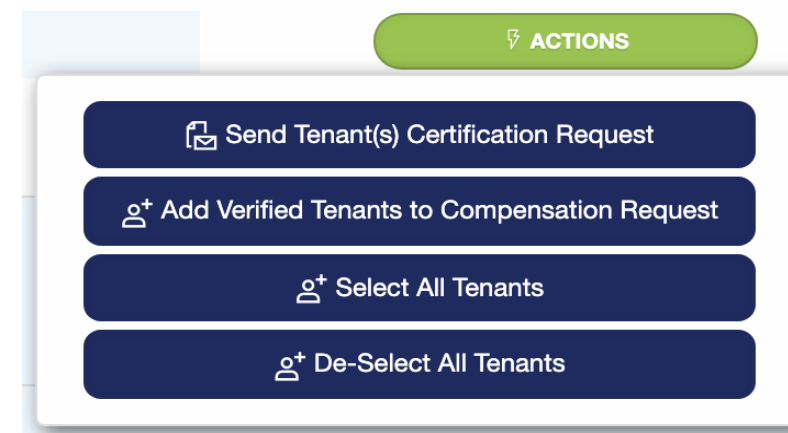 ACTIONS
Send Tenant(s) Certification Request
Add Verified Tenants to Compensation Request
Select All Tenants
De-Select All Tenants